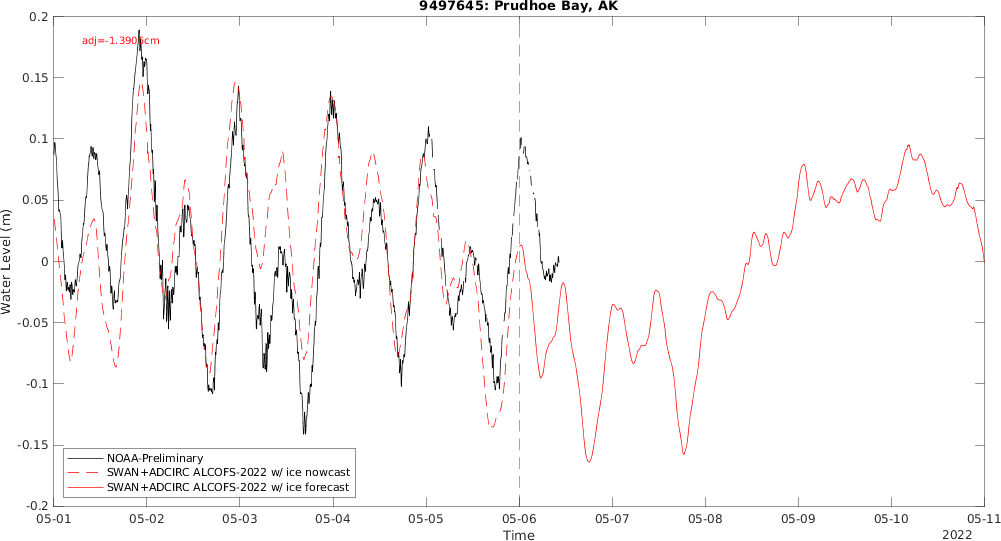 9497645: Prudhoe Bay, AK
0.2
adj=-1.3905cm
0.15
0.1
0.05
0
-0.05
-0.1
-0.15
-0.2
Water Level (m)
NOAA-Preliminary
SWAN+ADCIRC ALCOFS-2022 w/ ice nowcast
SWAN+ADCIRC ALCOFS-2022 w/ ice forecast
05-01 05-02 05-03 05-04 05-05 05-06 05-07 05-08 05-09 05-10 05-11
Time
2022